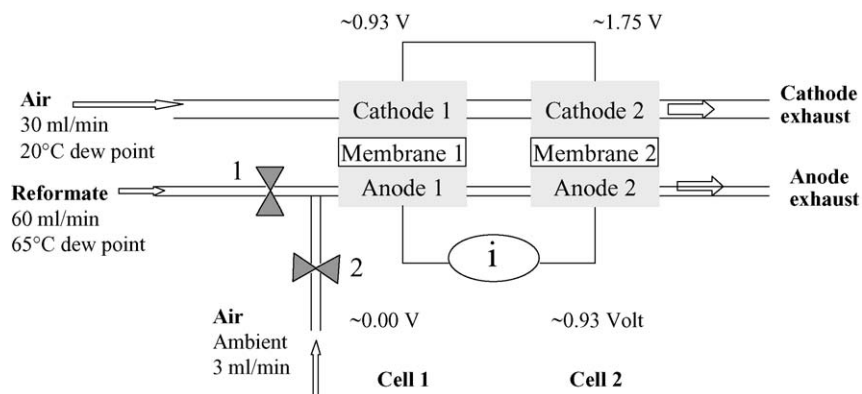 ~0.93 V
~1.75 V
Air
30 ml/min
20°C dew point
Cathode 1
Cathode 2
Cathode
exhaust
Membrane 1
Membrane 2
1
Reformate
60 ml/min
65°C dew point
Anode 1
Anode 2
Anode
exhaust
2
i
Air
Ambient
3 ml/min
~0.00 V
~0.93 Volt
Cell 1
Cell 2